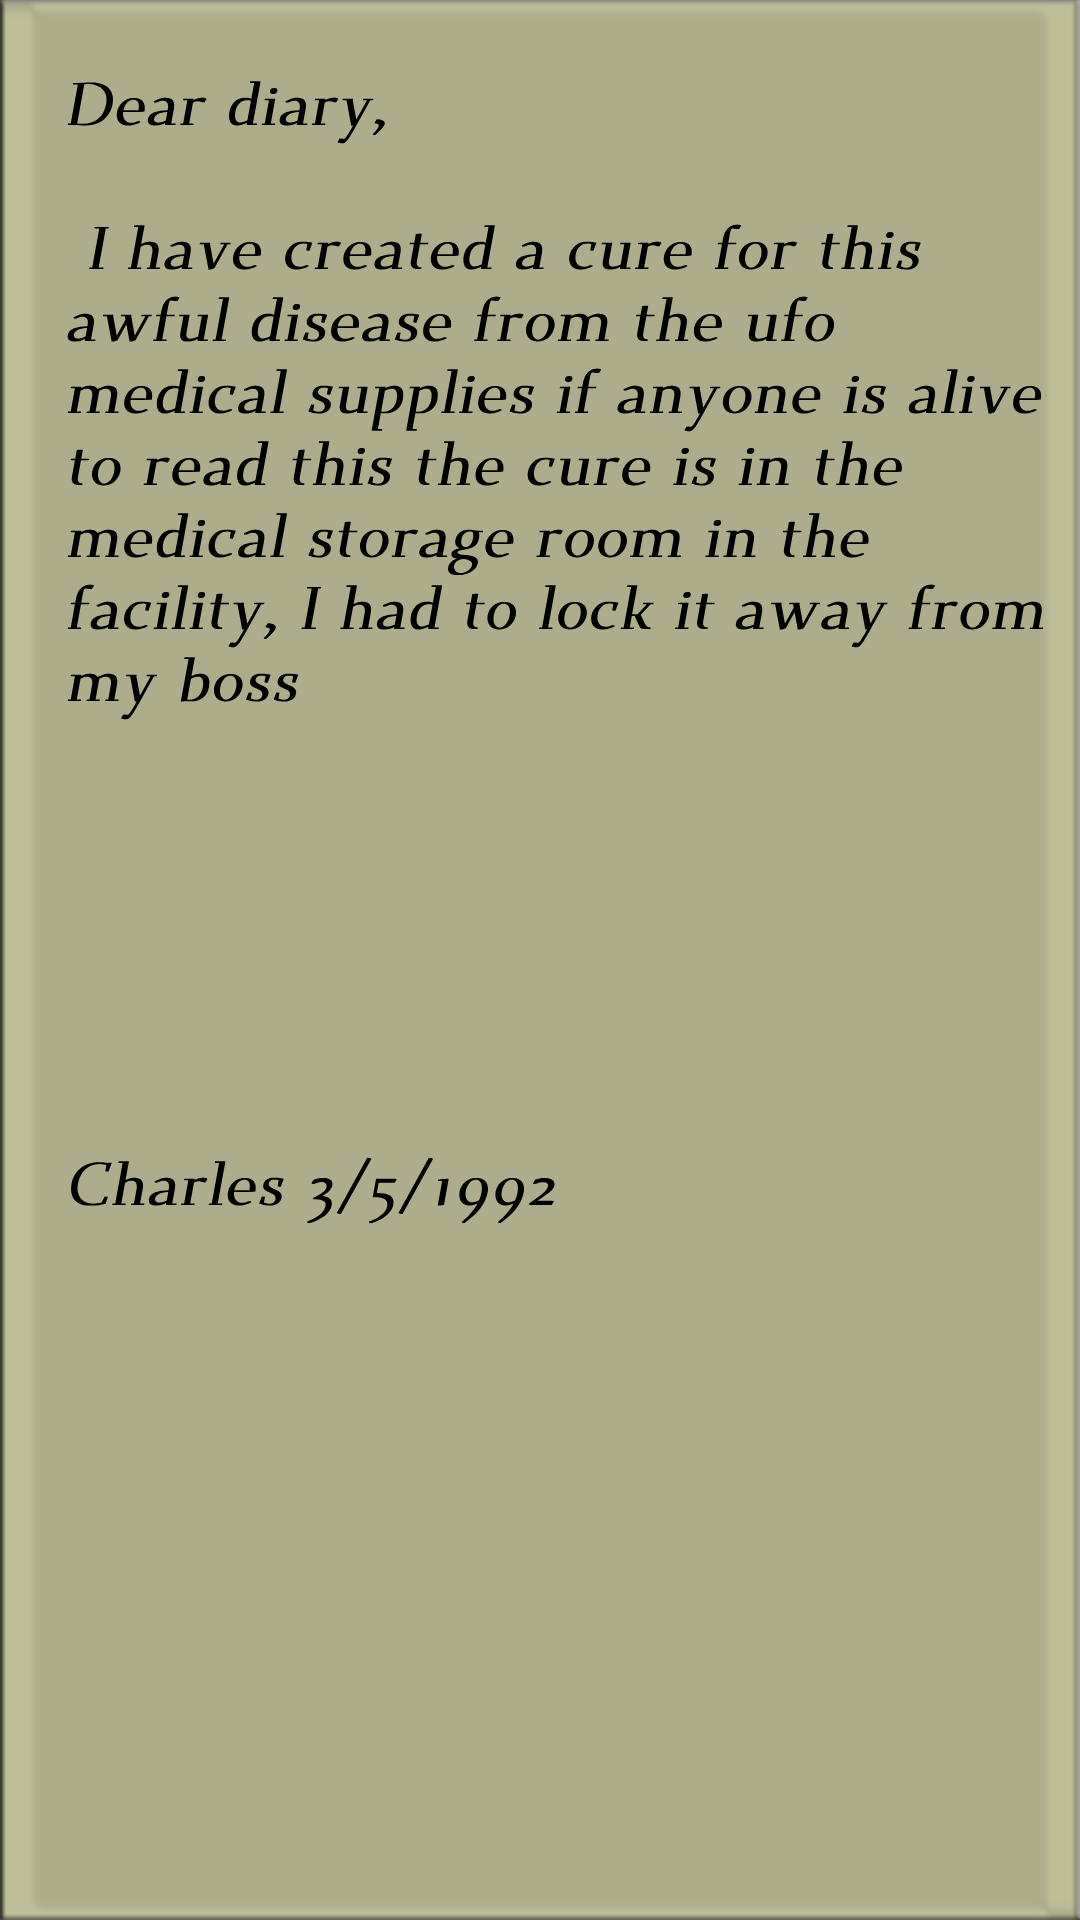 Dear diary,
I have created a cure for this
awful disease from the ufo
medical supplies if anyone is alive
to read this the cure is in the
medical storage room in the
facility, I had to lock it away from
my boss
Charles 3/5/1992